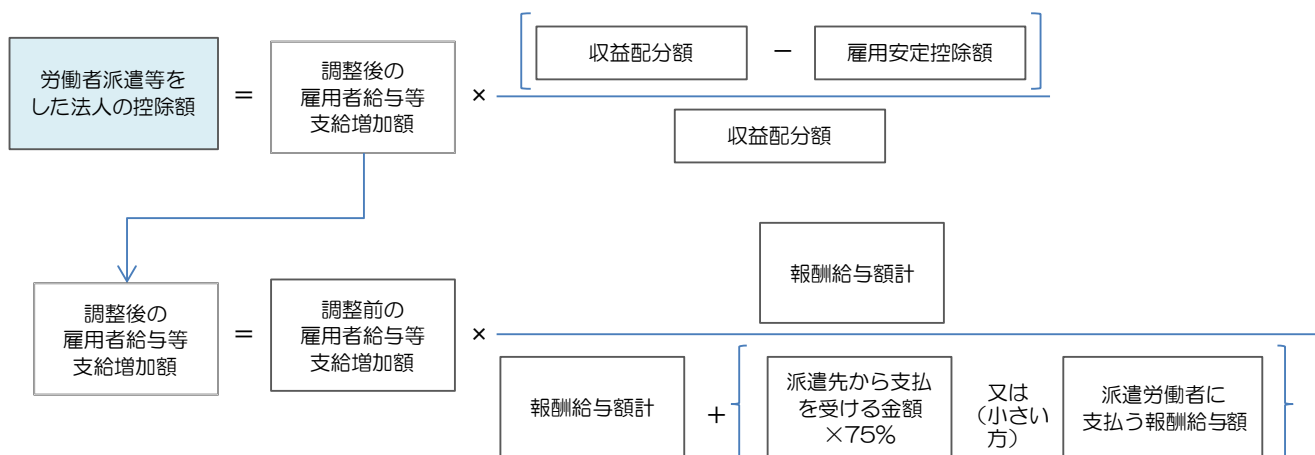 労働者派遣等を
した法人の控除額
＝
調整後の
雇用者給与等
支給増加額
×
収益配分額
－
雇用安定控除額
収益配分額
調整後の
雇用者給与等
支給増加額
＝
調整前の
雇用者給与等
支給増加額
×
報酬給与額計
報酬給与額計
＋
派遣先から支払
を受ける金額
×75％
又は
（小さい
方）
派遣労働者に
支払う報酬給与額